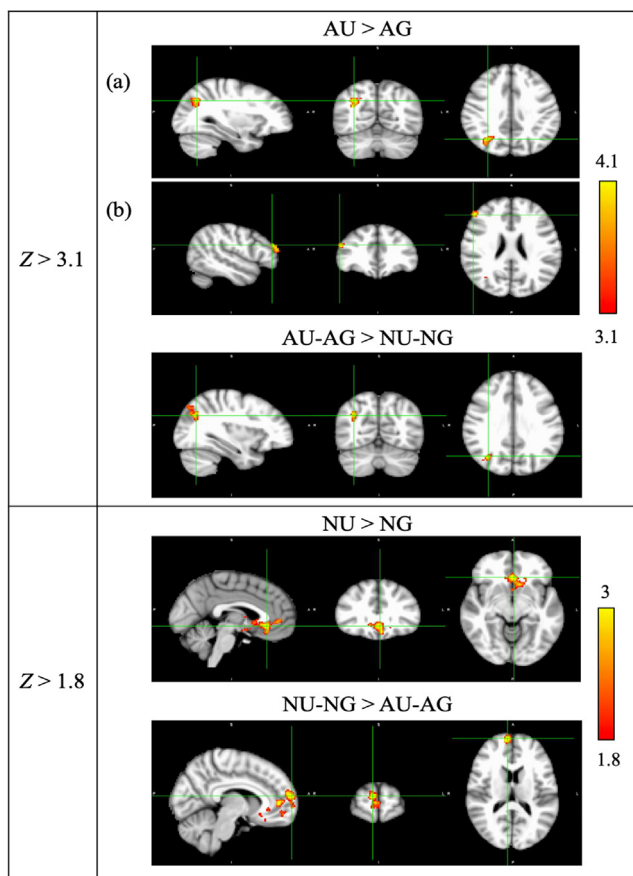 AU > AG
(a)
(b)
Z > 3.1
4.1
3.1
AU-AG > NU-NG
NU > NG
Z > 1.8
3
1.8
NU-NG > AU-AG